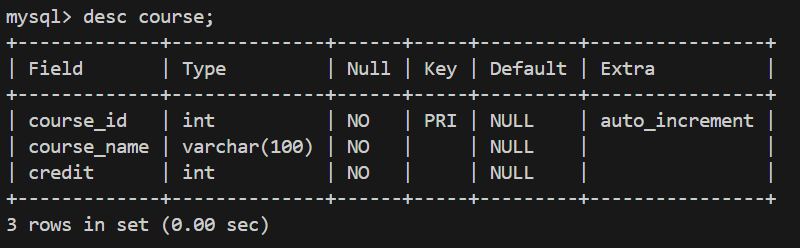 mysql> desc course;
+-------------+--------------+------+-----+---------+----------------+
| Field       | Type         | Null | Key | Default | Extra          |
+-------------+--------------+------+-----+---------+----------------+
| course_id   | int          | NO   | PRI | NULL    | auto_increment |
| course_name | varchar(100) | NO   |     | NULL    |                |
| credit      | int          | NO   |     | NULL    |                |
+-------------+--------------+------+-----+---------+----------------+
3 rows in set (0.00 sec)